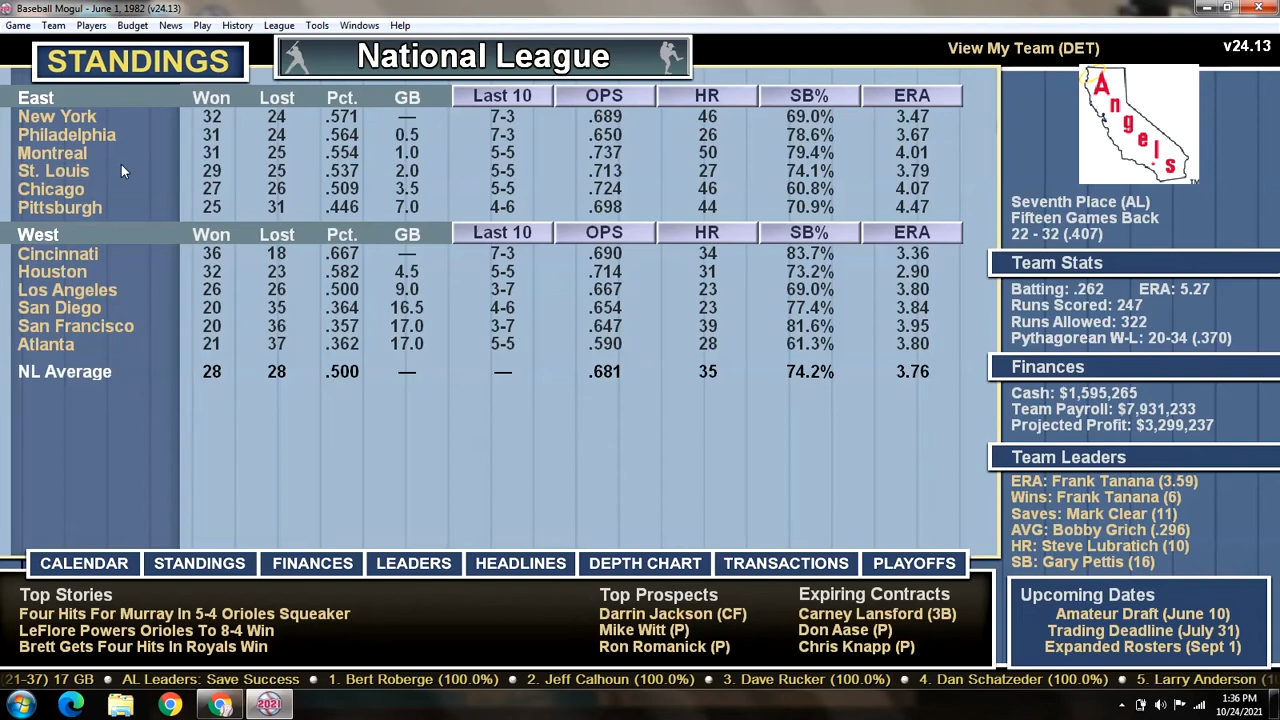 Baseball Mogul - June 1, 1982 (v24.13)
Game Team Players Budget News Play History League Tools Windows Help
STANDINGS
National League
View My Team (DET)
v24.13
East Won Lost Pct. GB Last 10 OPS HR SB% ERA
New York 32 24 .571 — 7-3 .689 46 69.0% 3.47
Philadelphia 31 24 .564 0.5 7-3 .650 26 78.6% 3.67
Montreal 31 25 .554 1.0 5-5 .737 50 79.4% 4.01
St. Louis 29 25 .537 2.0 5-5 .713 28 74.1% 3.79
Chicago 27 26 .509 3.5 5-5 .724 46 60.8% 4.07
Pittsburgh 25 31 .446 7.0 4-6 .698 44 70.9% 4.47
West Won Lost Pct. GB Last 10 OPS HR SB% ERA
Cincinnati 36 18 .667 — 7-3 .690 34 83.7% 3.36
Houston 32 23 .582 4.5 5-5 .714 31 73.2% 2.90
Los Angeles 26 26 .500 9.0 3-7 .667 23 69.0% 3.80
San Diego 20 35 .364 16.5 4-6 .654 23 77.4% 3.84
San Francisco 20 36 .357 17.0 3-7 .647 39 81.6% 3.95
Atlanta 21 37 .362 17.0 5-5 .590 28 61.3% 3.80
NL Average 28 28 .500 — — .681 35 74.2% 3.76
Angels
TM
Seventh Place (AL)
Fifteen Games Back
22 - 32 (.407)
Team Stats
Batting: .262 ERA: 5.27
Runs Scored: 247
Runs Allowed: 322
Pythagorean W-L: 20-34 (.370)
Finances
Cash: $1,595,265
Team Payroll: $7,931,233
Projected Profit: $3,299,237
Team Leaders
ERA: Frank Tanana (3.59)
Wins: Frank Tanana (6)
Saves: Mark Clear (11)
AVG: Bobby Grich (.296)
HR: Steve Lubratich (10)
SB: Gary Pettis (16)
CALENDAR STANDINGS FINANCES LEADERS HEADLINES DEPTH CHART TRANSACTIONS PLAYOFFS
Top Stories
Four Hits For Murray In 5-4 Orioles Squeaker
LeFlore Powers Orioles To 8-4 Win
Brett Gets Four Hits In Royals Win
Top Prospects
Darrin Jackson (CF)
Mike Witt (P)
Ron Romanick (P)
Expiring Contracts
Carney Lansford (3B)
Don Aase (P)
Chris Knapp (P)
Upcoming Dates
Amateur Draft (June 10)
Trading Deadline (July 31)
Expanded Rosters (Sept 1)
(21-37) 17 GB • AL Leaders: Save Success • 1. Bert Roberge (100.0%) • 2. Jeff Calhoun (100.0%) • 3. Dave Rucker (100.0%) • 4. Dan Schatzeder (100.0%) • 5. Larry Anderson
2021
1:36 PM
10/24/2021